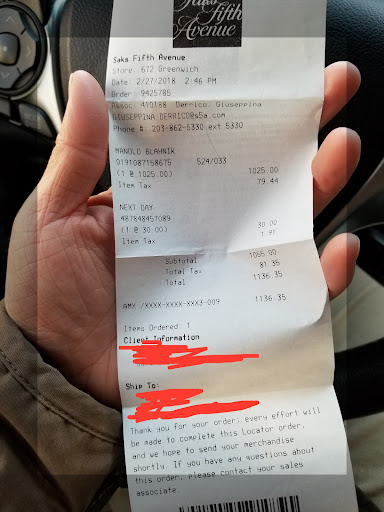 Saks
fifth
Avenue
Saks Fifth Avenue
Store: 672 Greenwich
Date: 2/27/2018 2:46 PM
Order: 9425785
Assoc: 410188 Derrico, Giuseppina
GIUSEPPINA_DERRICO@s5a.com
Phone #: 203-862-5330 ext 5330
MANOLO BLAHNIK
0191087158675 524/033
(1 @ 1025.00) 1025.00
Item Tax 79.44
NEXT DAY
487848457089
(1 @ 30.00) 30.00
Item Tax 1.91
Subtotal 1055.00
Total Tax 81.35
Total 1136.35
AMX /XXXX-XXXX-XXX3-009 1136.35
Items Ordered: 1
Client Information
Ship To:
Thank you for your order, every effort will
be made to complete this Locator order,
and we hope to send your merchandise
shortly. If you have any questions about
this order, please contact your sales
associate.